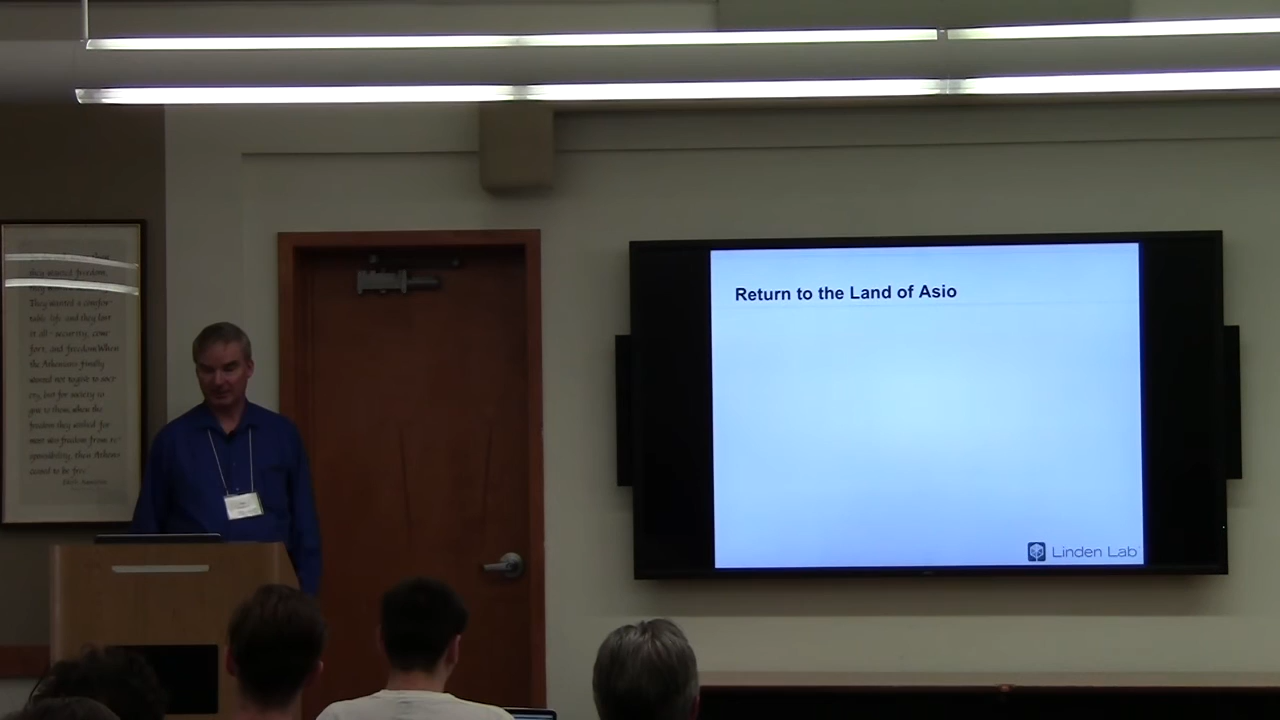 they wanted freedom,
They wanted a comfor-
table life and they lost
it all - security, com-
fort, and freedom. When
the Athenians finally
wanted not to give to soci-
ety, but for society to
give to them, when the
freedom they wished for
most was freedom from re-
sponsibility, then Athens
ceased to be free.
Return to the Land of Asio
Linden Lab